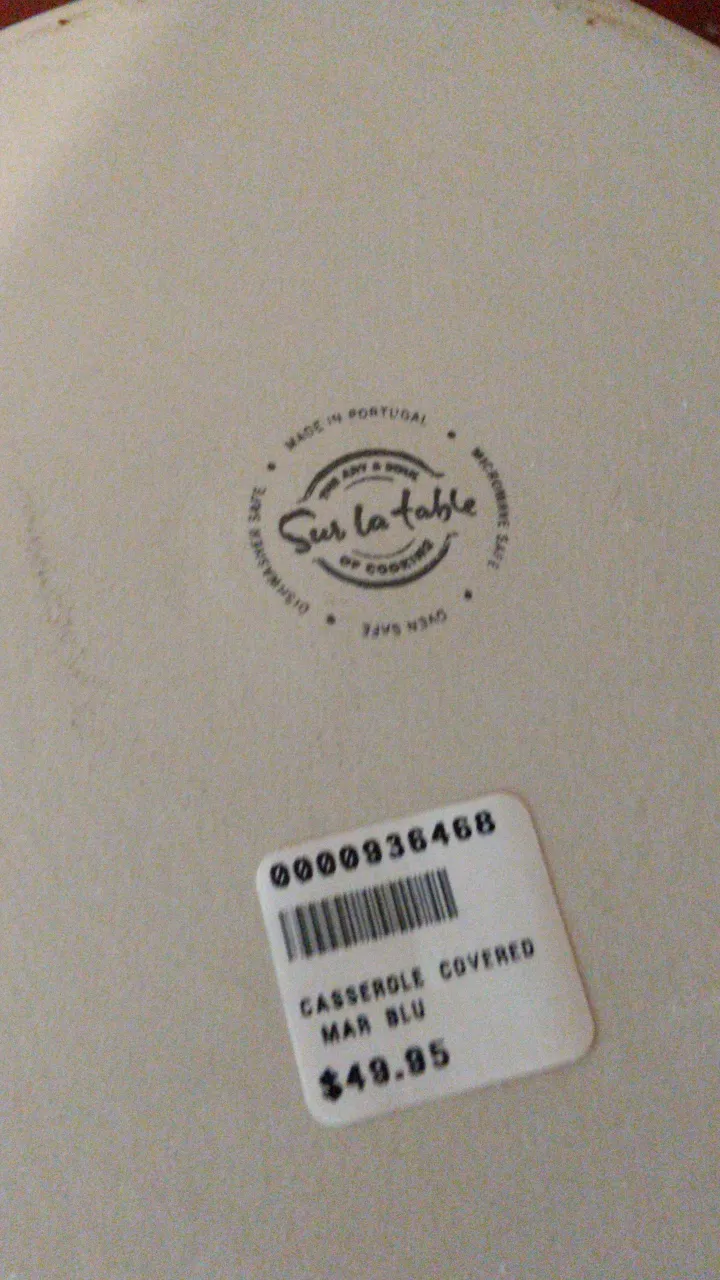 MADE IN PORTUGAL • MICROWAVE SAFE • OVEN SAFE • DISHWASHER SAFE •
THE ART & SOUL
Sur la table
OF COOKING
0000936468
CASSEROLE COVERED
MAR BLU
$49.95